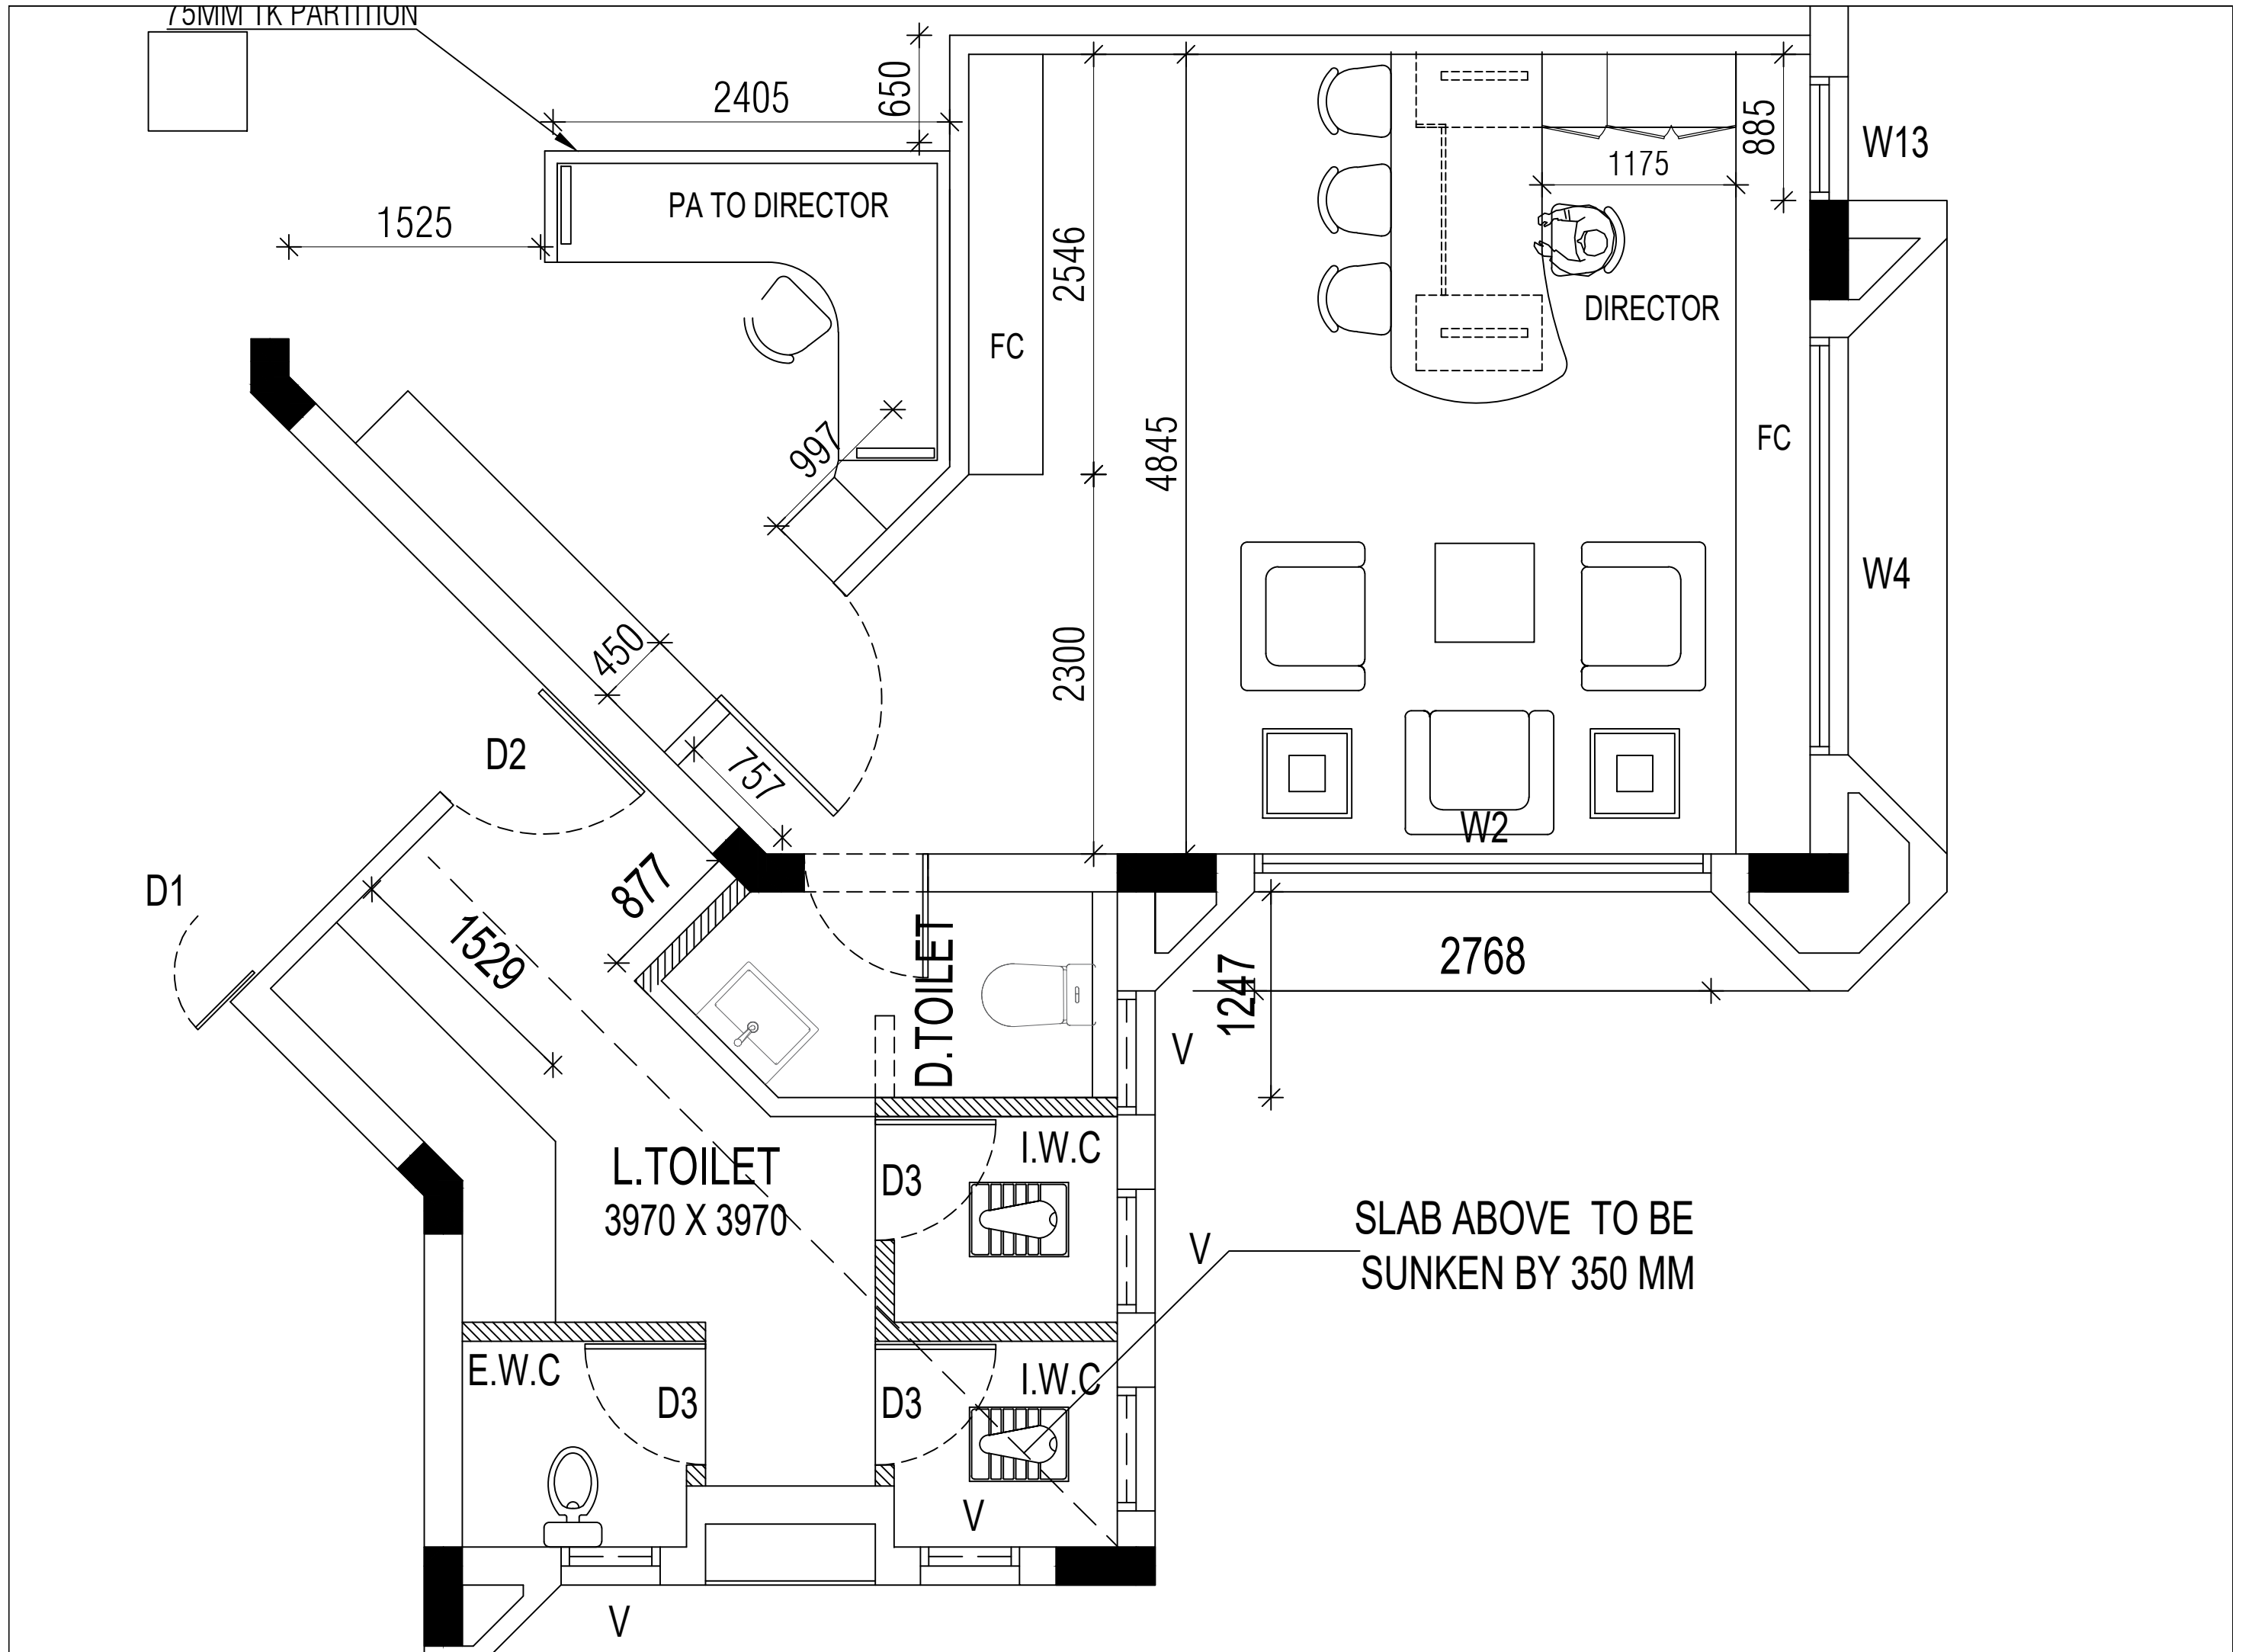 75MM TK PARTITION
2405
650
PA TO DIRECTOR
1525
2546
FC
4845
997
1175
885
W13
DIRECTOR
FC
W4
450
2300
757
D2
W2
D1
877
1529
D.TOILET
1247
2768
V
L.TOILET
3970 X 3970
D3
I.W.C
V
SLAB ABOVE TO BE
SUNKEN BY 350 MM
E.W.C
D3
D3
I.W.C
V
V